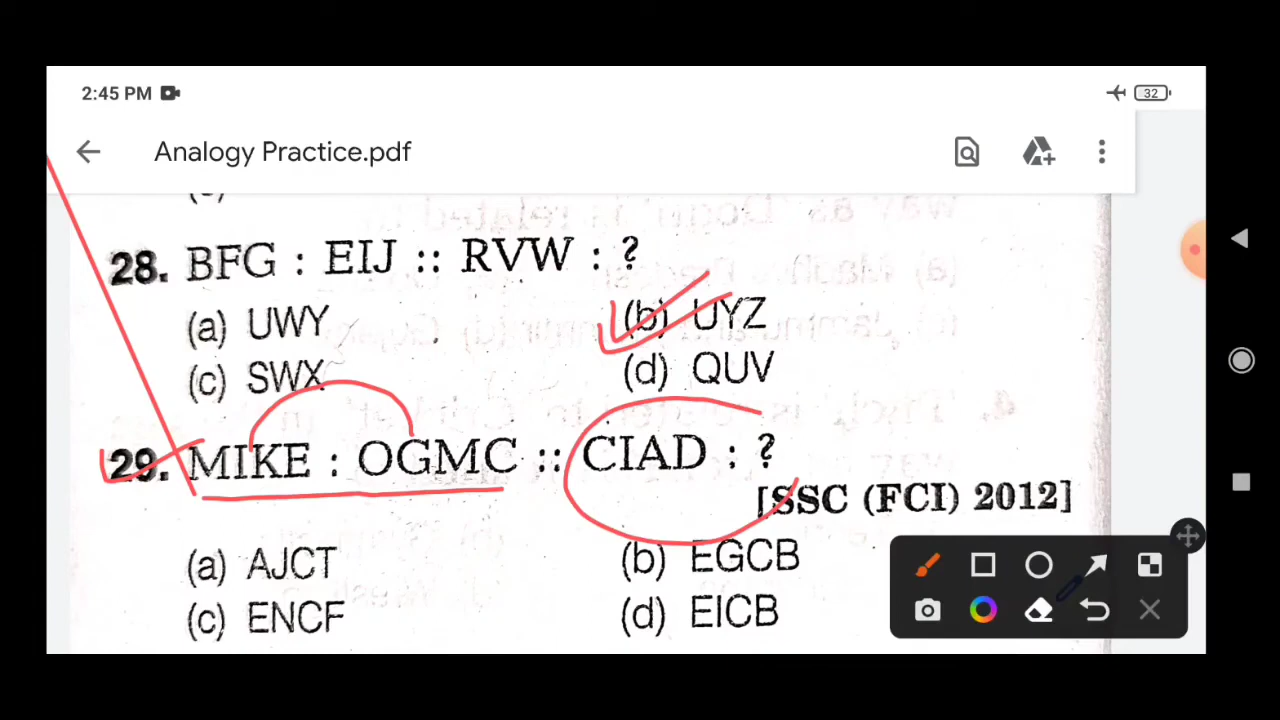 2:45 PM
32
Analogy Practice.pdf
28. BFG : EIJ :: RVW : ?
(a) UWY
(b) UYZ
(c) SWX
(d) QUV
29. MIKE : OGMC :: CIAD : ?
[SSC (FCI) 2012]
(a) AJCT
(b) EGCB
(c) ENCF
(d) EICB